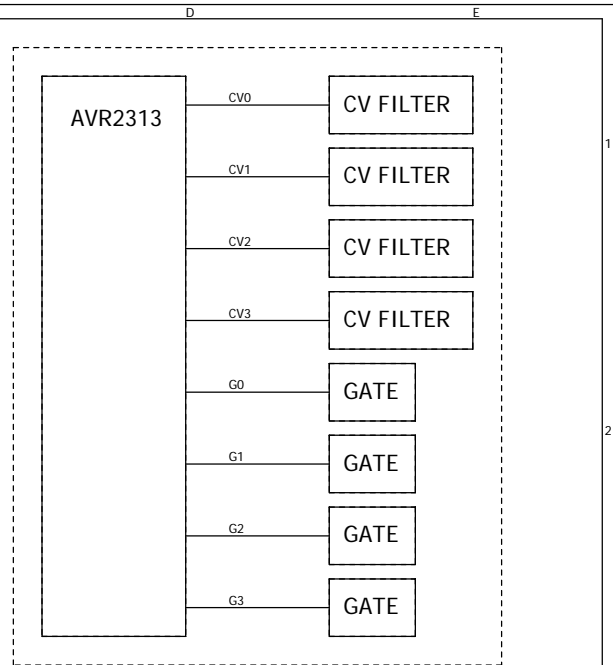 D E
AVR2313
CV0 CV FILTER
1
CV1 CV FILTER
CV2 CV FILTER
CV3 CV FILTER
G0 GATE
2
G1 GATE
G2 GATE
G3 GATE